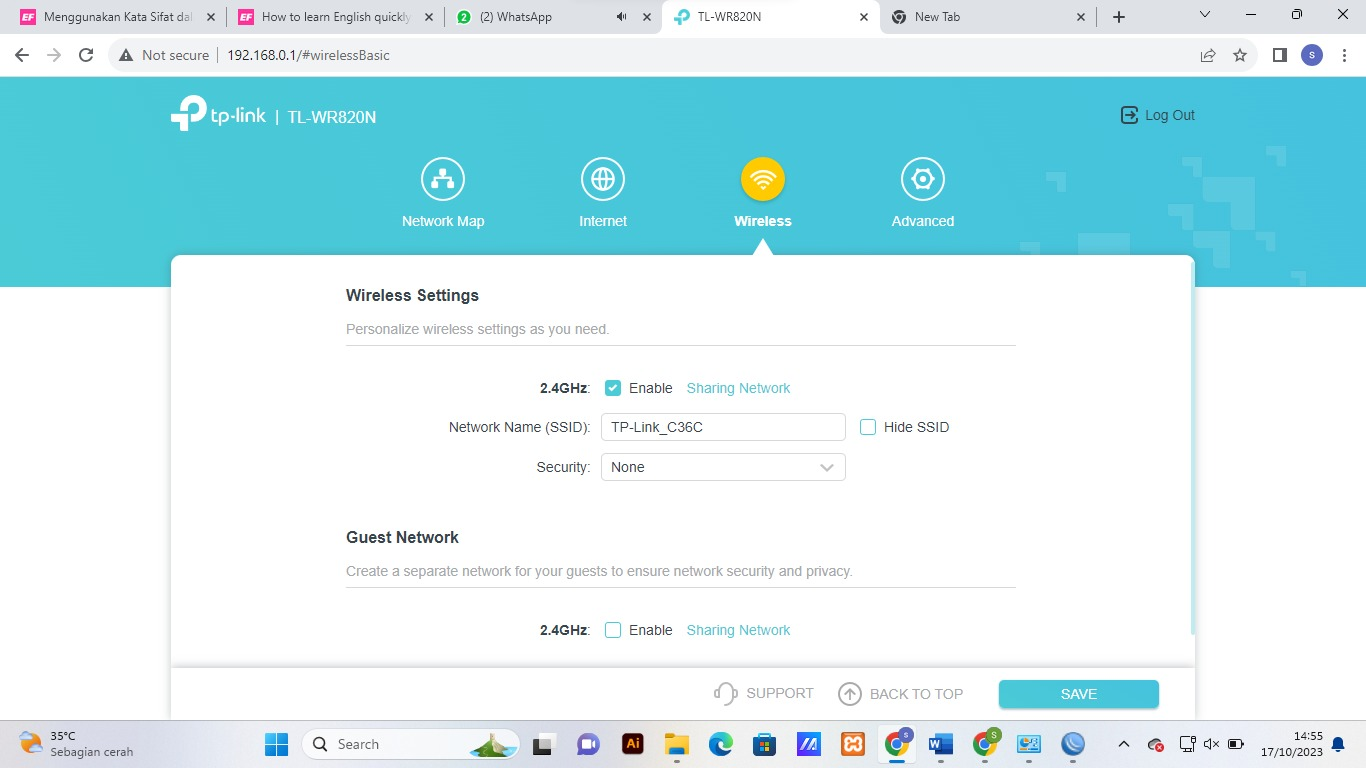 EF Menggunakan Kata Sifat dal
EF How to learn English quickly
2 (2) WhatsApp
TL-WR820N
New Tab
Not secure 192.168.0.1/#wirelessBasic
S
tp-link | TL-WR820N
Log Out
Network Map
Internet
Wireless
Advanced
Wireless Settings
Personalize wireless settings as you need.
2.4GHz: Enable Sharing Network
Network Name (SSID): TP-Link_C36C Hide SSID
Security: None
Guest Network
Create a separate network for your guests to ensure network security and privacy.
2.4GHz: Enable Sharing Network
SUPPORT
BACK TO TOP
SAVE
35°C
Sebagian cerah
Search
Ai
S
W
S
14:55
17/10/2023